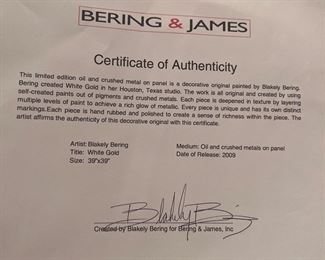 BERING & JAMES
Certificate of Authenticity
This limited edition oil and crushed metal on panel is a decorative original painted by Blakely Bering.
Bering created White Gold in her Houston, Texas studio. The work is all original and created by using
self-created paints out of pigments and crushed metals. Each piece is deepened in texture by layering
multiple levels of paint to achieve a rich glow of metallic. Every piece is unique and has its own distinct
markings. Each piece is hand rubbed and polished to create a sense of richness within the piece. The
artist affirms the authenticity of this decorative original with this certificate.
Artist: Blakely Bering
Title: White Gold
Size: 39"x39"
Medium: Oil and crushed metals on panel
Date of Release: 2009
Blakely Bering
Created by Blakely Bering for Bering & James, Inc